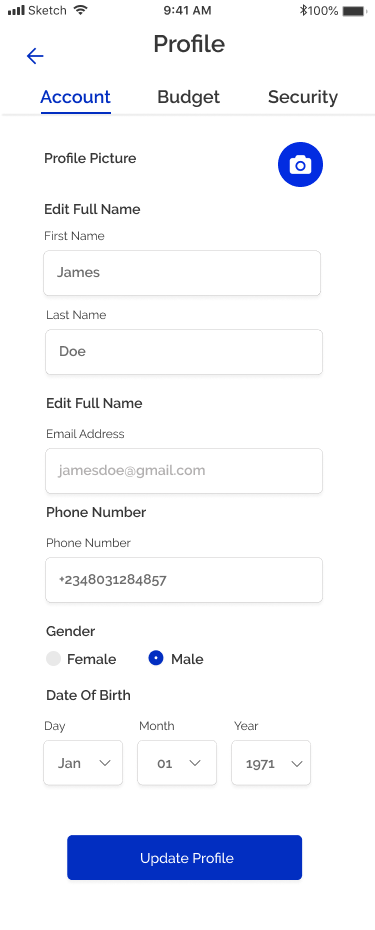 Sketch 9:41 AM 100%
Profile
Account Budget Security
Profile Picture
Edit Full Name
First Name
James
Last Name
Doe
Edit Full Name
Email Address
jamesdoe@gmail.com
Phone Number
Phone Number
+2348031284857
Gender
Female Male
Date Of Birth
Day Month Year
Jan 01 1971
Update Profile